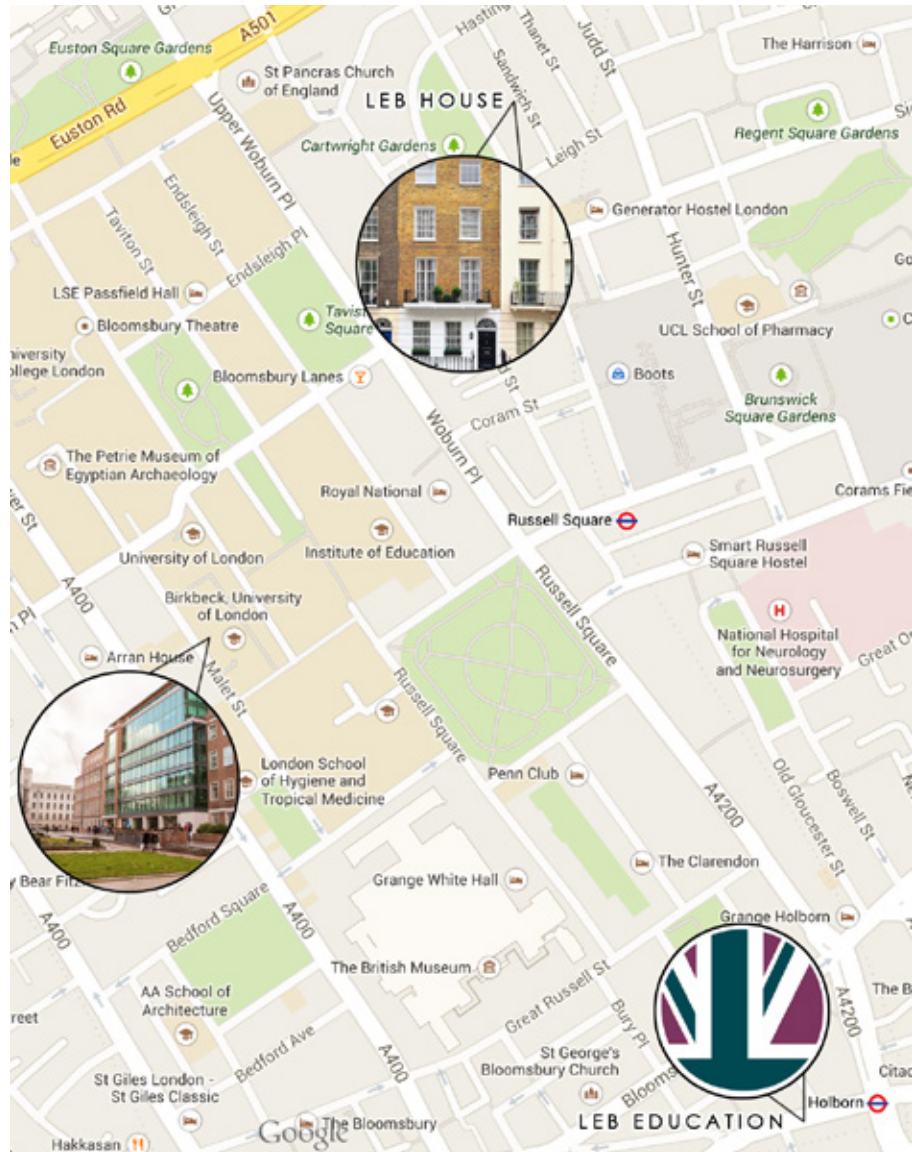 Euston Square Gardens
A501
Euston Rd
St Pancras Church
of England
Upper Woburn Pl
LEB HOUSE
Cartwright Gardens
Sandwich St
Thanet St
Judd St
Leigh St
The Harrison
Regent Square Gardens
Taviton St
Endsleigh St
Endsleigh Pl
LSE Passfield Hall
Bloomsbury Theatre
Square
Bloomsbury Lanes
Generator Hostel London
Hunter St
UCL School of Pharmacy
Boots
Brunswick
Square Gardens
Coram St
Woburn Pl
The Petrie Museum of
Egyptian Archaeology
Royal National
University of London
Institute of Education
Russell Square
Smart Russell
Square Hostel
Russell Square
National Hospital
for Neurology
and Neurosurgery
A400
Birkbeck, University
of London
Arran House
Malet St
Russell Square
London School
of Hygiene and
Tropical Medicine
Penn Club
A4200
Old Gloucester St
Boswell St
The Clarendon
Grange White Hall
Grange Holborn
Bedford Square
A400
A400
The British Museum
Great Russell St
Bury Pl
A4200
AA School of
Architecture
Bedford Ave
St George's
Bloomsbury Church
A400
St Giles London -
St Giles Classic
LEB EDUCATION
Holborn
Hakkasan
Google
The Bloomsbury